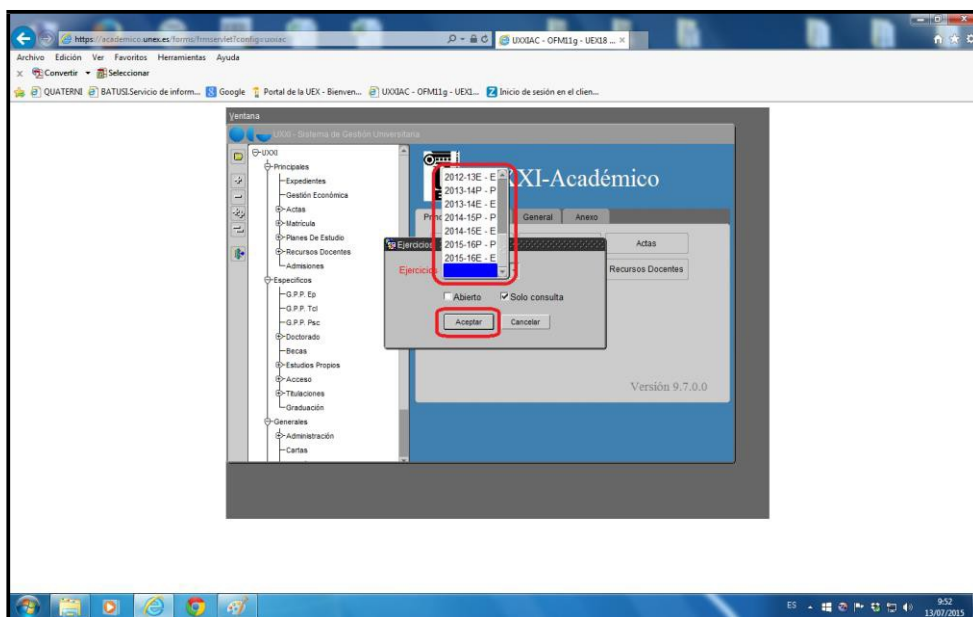 https://academico.unex.es/forms/frmservlet?config=uxxiac
UXXIAC - OFM11g - UEX18 ...
Archivo Edición Ver Favoritos Herramientas Ayuda
Convertir Seleccionar
QUATERNI BATUSI.Servicio de inform... Google Portal de la UEX - Bienven... UXXIAC - OFM11g - UEX1... Inicio de sesión en el clien...
Ventana
UXXI - Sistema de Gestión Universitaria
UXXI
Principales
Expedientes
Gestión Económica
Actas
Matrícula
Planes De Estudio
Recursos Docentes
Admisiones
Específicos
G.P.P. Ep
G.P.P. Tcl
G.P.P. Psc
Doctorado
Becas
Estudios Propios
Acceso
Titulaciones
Graduación
Generales
Administración
Cartas
XXI-Académico
General Anexo
Actas
Recursos Docentes
Ejercicios
2012-13E - E
2013-14P - P
2013-14E - E
2014-15P - P
2014-15E - E
2015-16P - P
2015-16E - E
Ejercicios
Abierto Solo consulta
Aceptar Cancelar
Versión 9.7.0.0
ES
9:52
13/07/2015